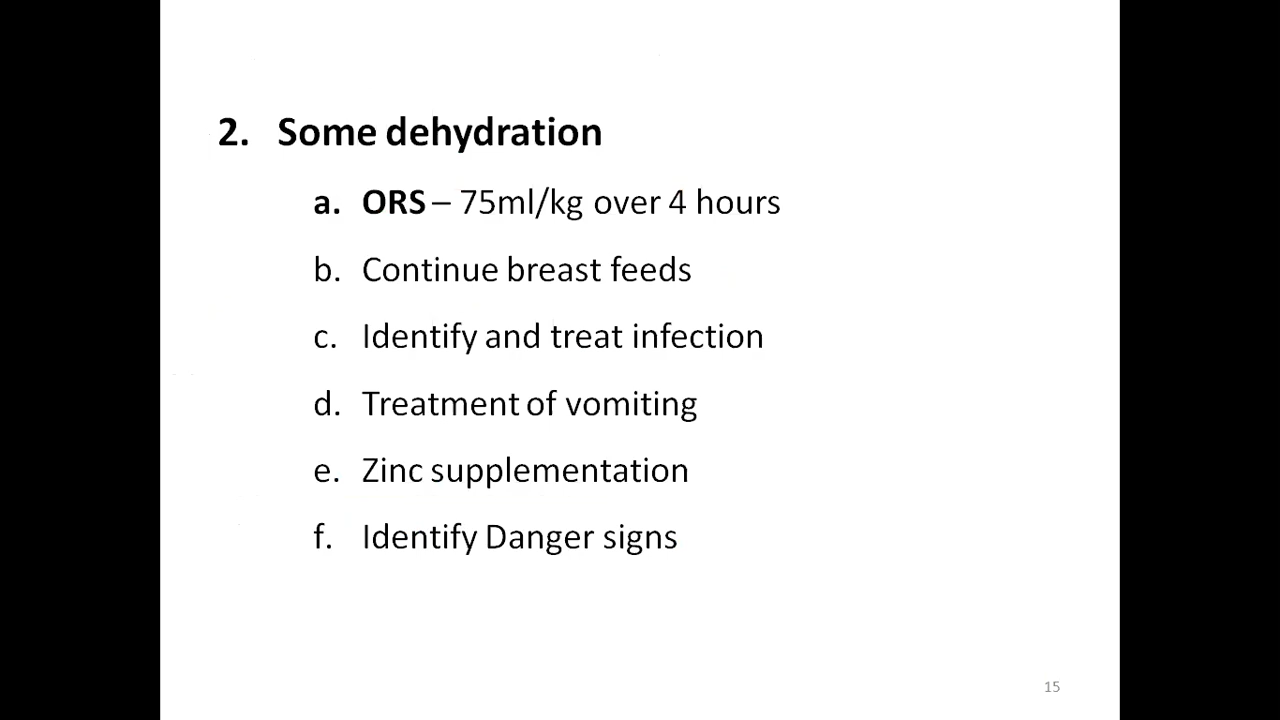 2. Some dehydration
a. ORS – 75ml/kg over 4 hours
b. Continue breast feeds
c. Identify and treat infection
d. Treatment of vomiting
e. Zinc supplementation
f. Identify Danger signs
15